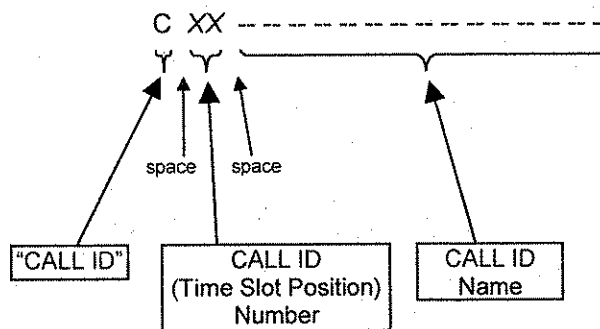 C XX --------------------
space space
"CALL ID"
CALL ID
(Time Slot Position)
Number
CALL ID
Name